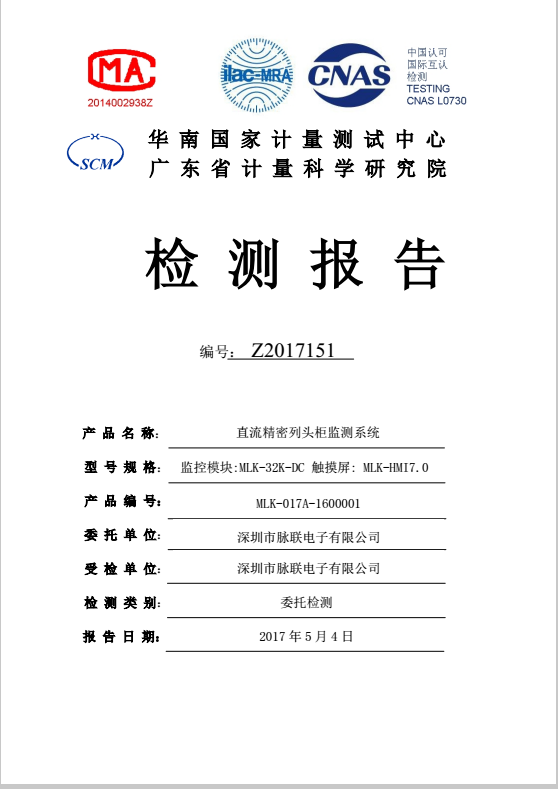 CMA
2014002938Z
ilac-MRA
CNAS
中国认可
国际互认
检测
TESTING
CNAS L0730
SCM
华南国家计量测试中心
广东省计量科学研究院
检测报告
编号： Z2017151
产品名称： 直流精密列头柜监测系统
型号规格： 监控模块:MLK-32K-DC 触摸屏: MLK-HMI7.0
产品编号： MLK-017A-1600001
委托单位： 深圳市脉联电子有限公司
受检单位： 深圳市脉联电子有限公司
检测类别： 委托检测
报告日期： 2017 年 5 月 4 日